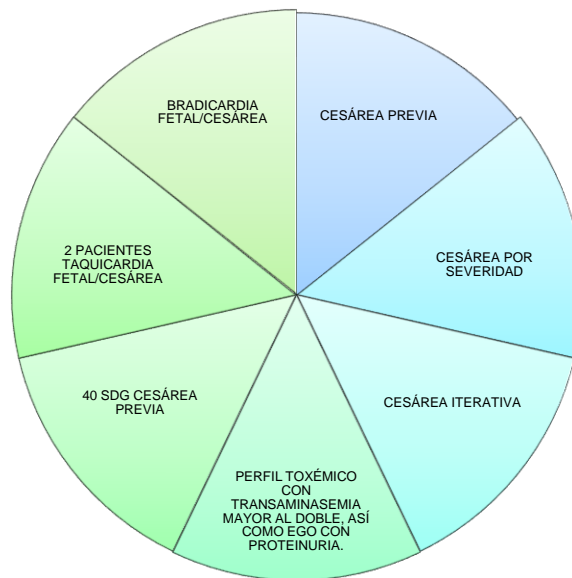 BRADICARDIA
FETAL/CESÁREA
CESÁREA PREVIA
2 PACIENTES
TAQUICARDIA
FETAL/CESÁREA
CESÁREA POR
SEVERIDAD
40 SDG CESÁREA
PREVIA
CESÁREA ITERATIVA
PERFIL TOXÉMICO
CON
TRANSAMINASEMIA
MAYOR AL DOBLE, ASÍ
COMO EGO CON
PROTEINURIA.